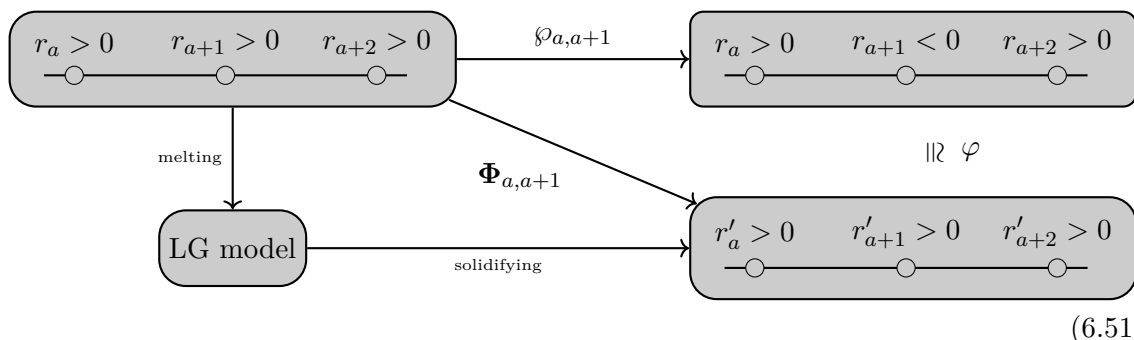 r_a > 0 r_{a+1} > 0 r_{a+2} > 0
℘_{a,a+1}
r_a > 0 r_{a+1} < 0 r_{a+2} > 0
melting
Φ_{a,a+1}
≅ φ
LG model
solidifying
r'_a > 0 r'_{a+1} > 0 r'_{a+2} > 0
(6.51